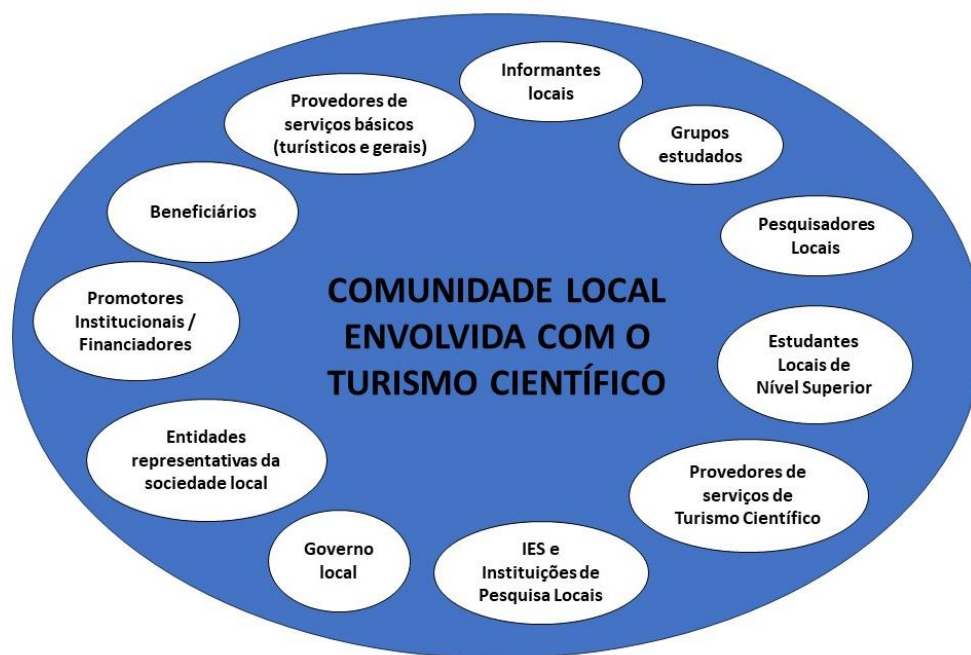 Informantes
locais
Provedores de
serviços básicos
(turísticos e gerais)
Grupos
estudados
Beneficiários
Pesquisadores
Locais
COMUNIDADE LOCAL
ENVOLVIDA COM O
TURISMO CIENTÍFICO
Promotores
Institucionais /
Financiadores
Estudantes
Locais de
Nível Superior
Entidades
representativas da
sociedade local
Provedores de
serviços de
Turismo Científico
Governo
local
IES e
Instituições de
Pesquisa Locais